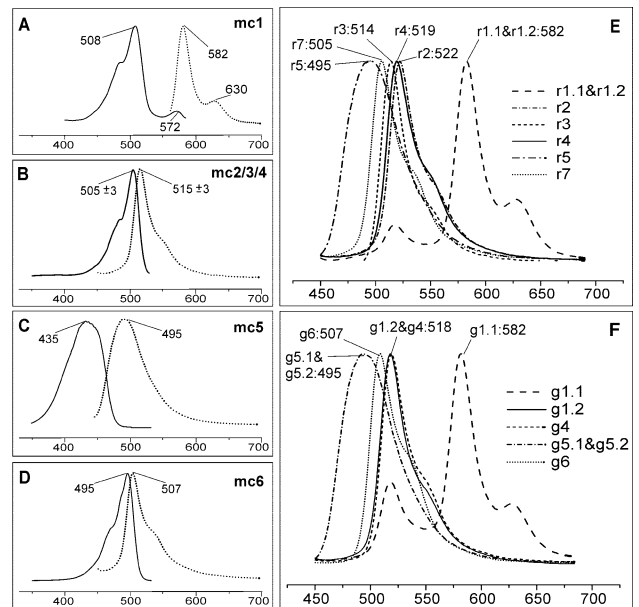 A mc1
508
582
630
572
400 500 600 700
B mc2/3/4
505 ±3
515 ±3
400 500 600 700
C mc5
435
495
400 500 600 700
D mc6
495
507
400 500 600 700
E
r3:514
r4:519
r1.1&r1.2:582
r7:505
r2:522
r5:495
r1.1&r1.2
r2
r3
r4
r5
r7
450 500 550 600 650 700
F
g1.2&g4:518
g1.1:582
g6:507
g5.1&
g5.2:495
g1.1
g1.2
g4
g5.1&g5.2
g6
450 500 550 600 650 700